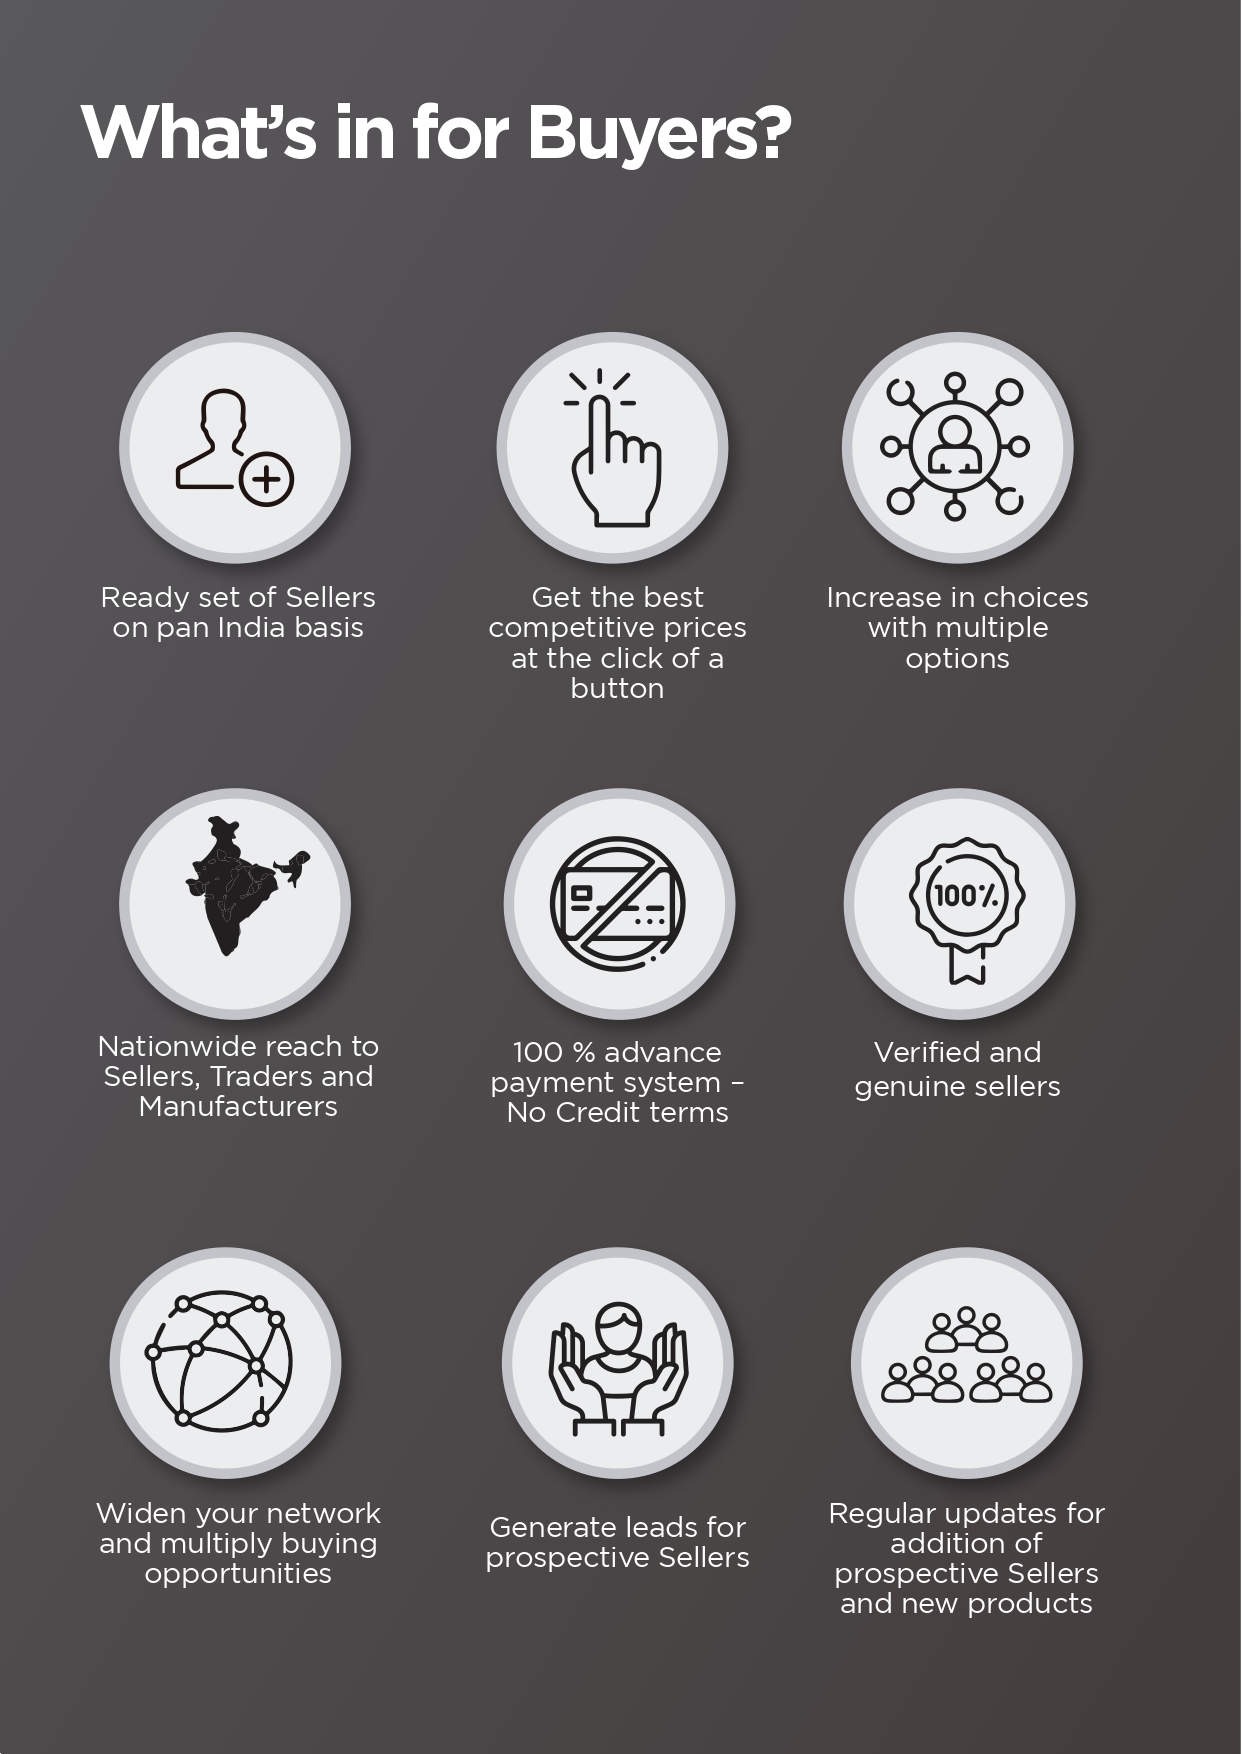 What's in for Buyers?
Ready set of Sellers
on pan India basis
Get the best
competitive prices
at the click of a
button
Increase in choices
with multiple
options
Nationwide reach to
Sellers, Traders and
Manufacturers
100 % advance
payment system –
No Credit terms
100%
Verified and
genuine sellers
Widen your network
and multiply buying
opportunities
Generate leads for
prospective Sellers
Regular updates for
addition of
prospective Sellers
and new products